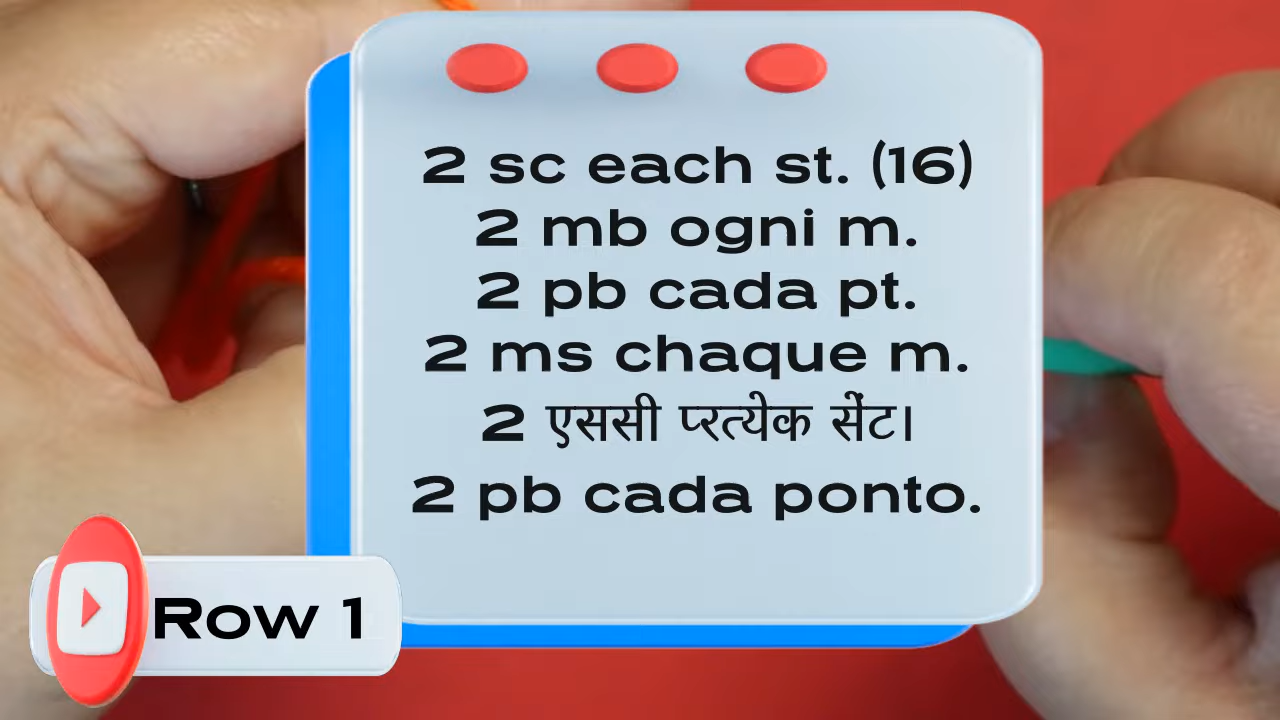 2 sc each st. (16)
2 mb ogni m.
2 pb cada pt.
2 ms chaque m.
2 एससी प्रत्येक सेंट।
2 pb cada ponto.
Row 1